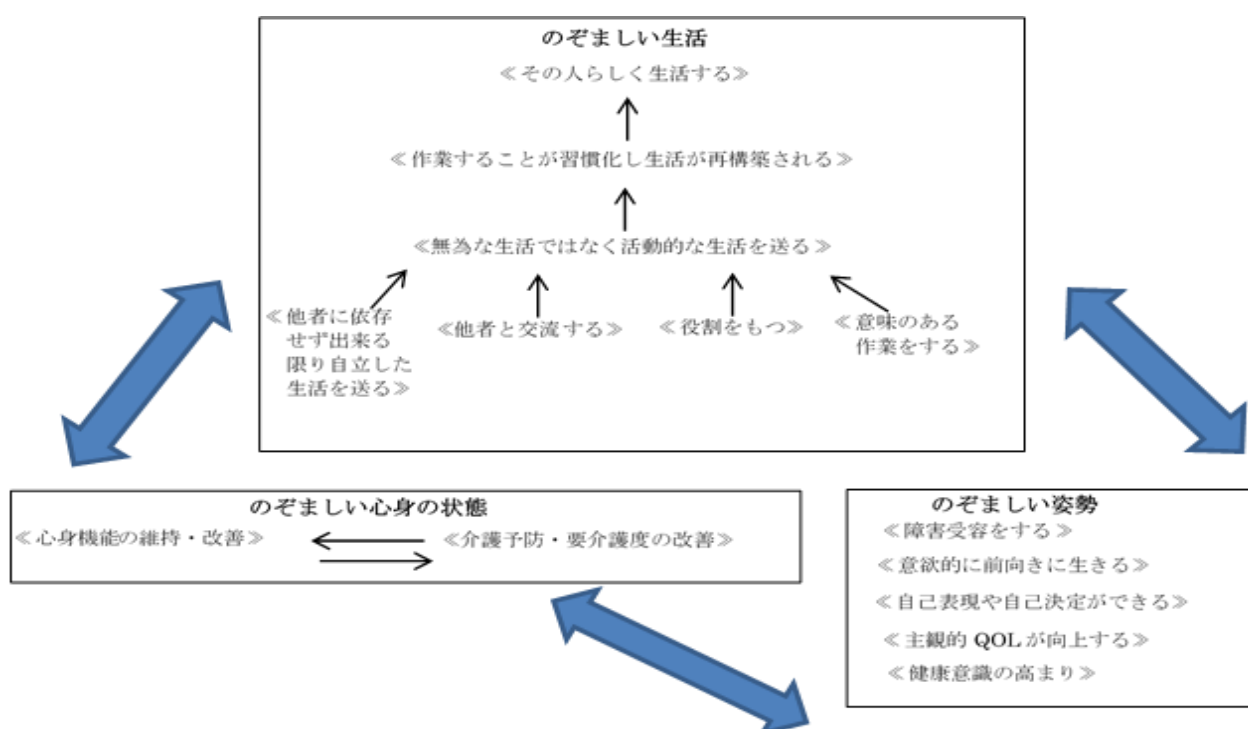 のぞましい生活
≪その人らしく生活する≫
≪作業することが習慣化し生活が再構築される≫
≪無為な生活ではなく活動的な生活を送る≫
≪他者に依存
せず出来る
限り自立した
生活を送る≫
≪他者と交流する≫
≪役割をもつ≫
≪意味のある
作業をする≫
のぞましい心身の状態
≪心身機能の維持・改善≫
≪介護予防・要介護度の改善≫
のぞましい姿勢
≪障害受容をする≫
≪意欲的に前向きに生きる≫
≪自己表現や自己決定ができる≫
≪主観的 QOL が向上する≫
≪健康意識の高まり≫